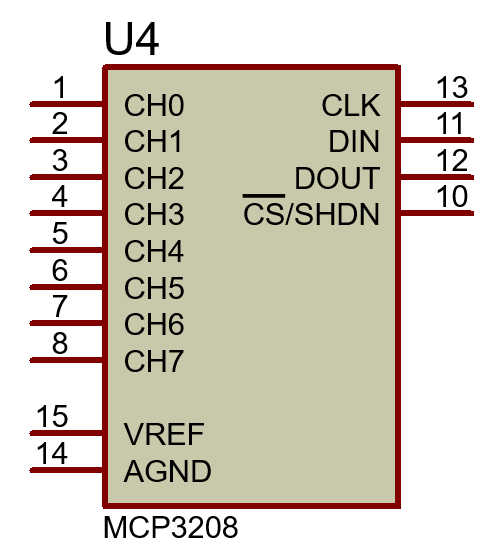 U4
1 CH0 CLK 13
2 CH1 DIN 11
3 CH2 DOUT 12
4 CH3 CS/SHDN 10
5 CH4
6 CH5
7 CH6
8 CH7
15 VREF
14 AGND
MCP3208